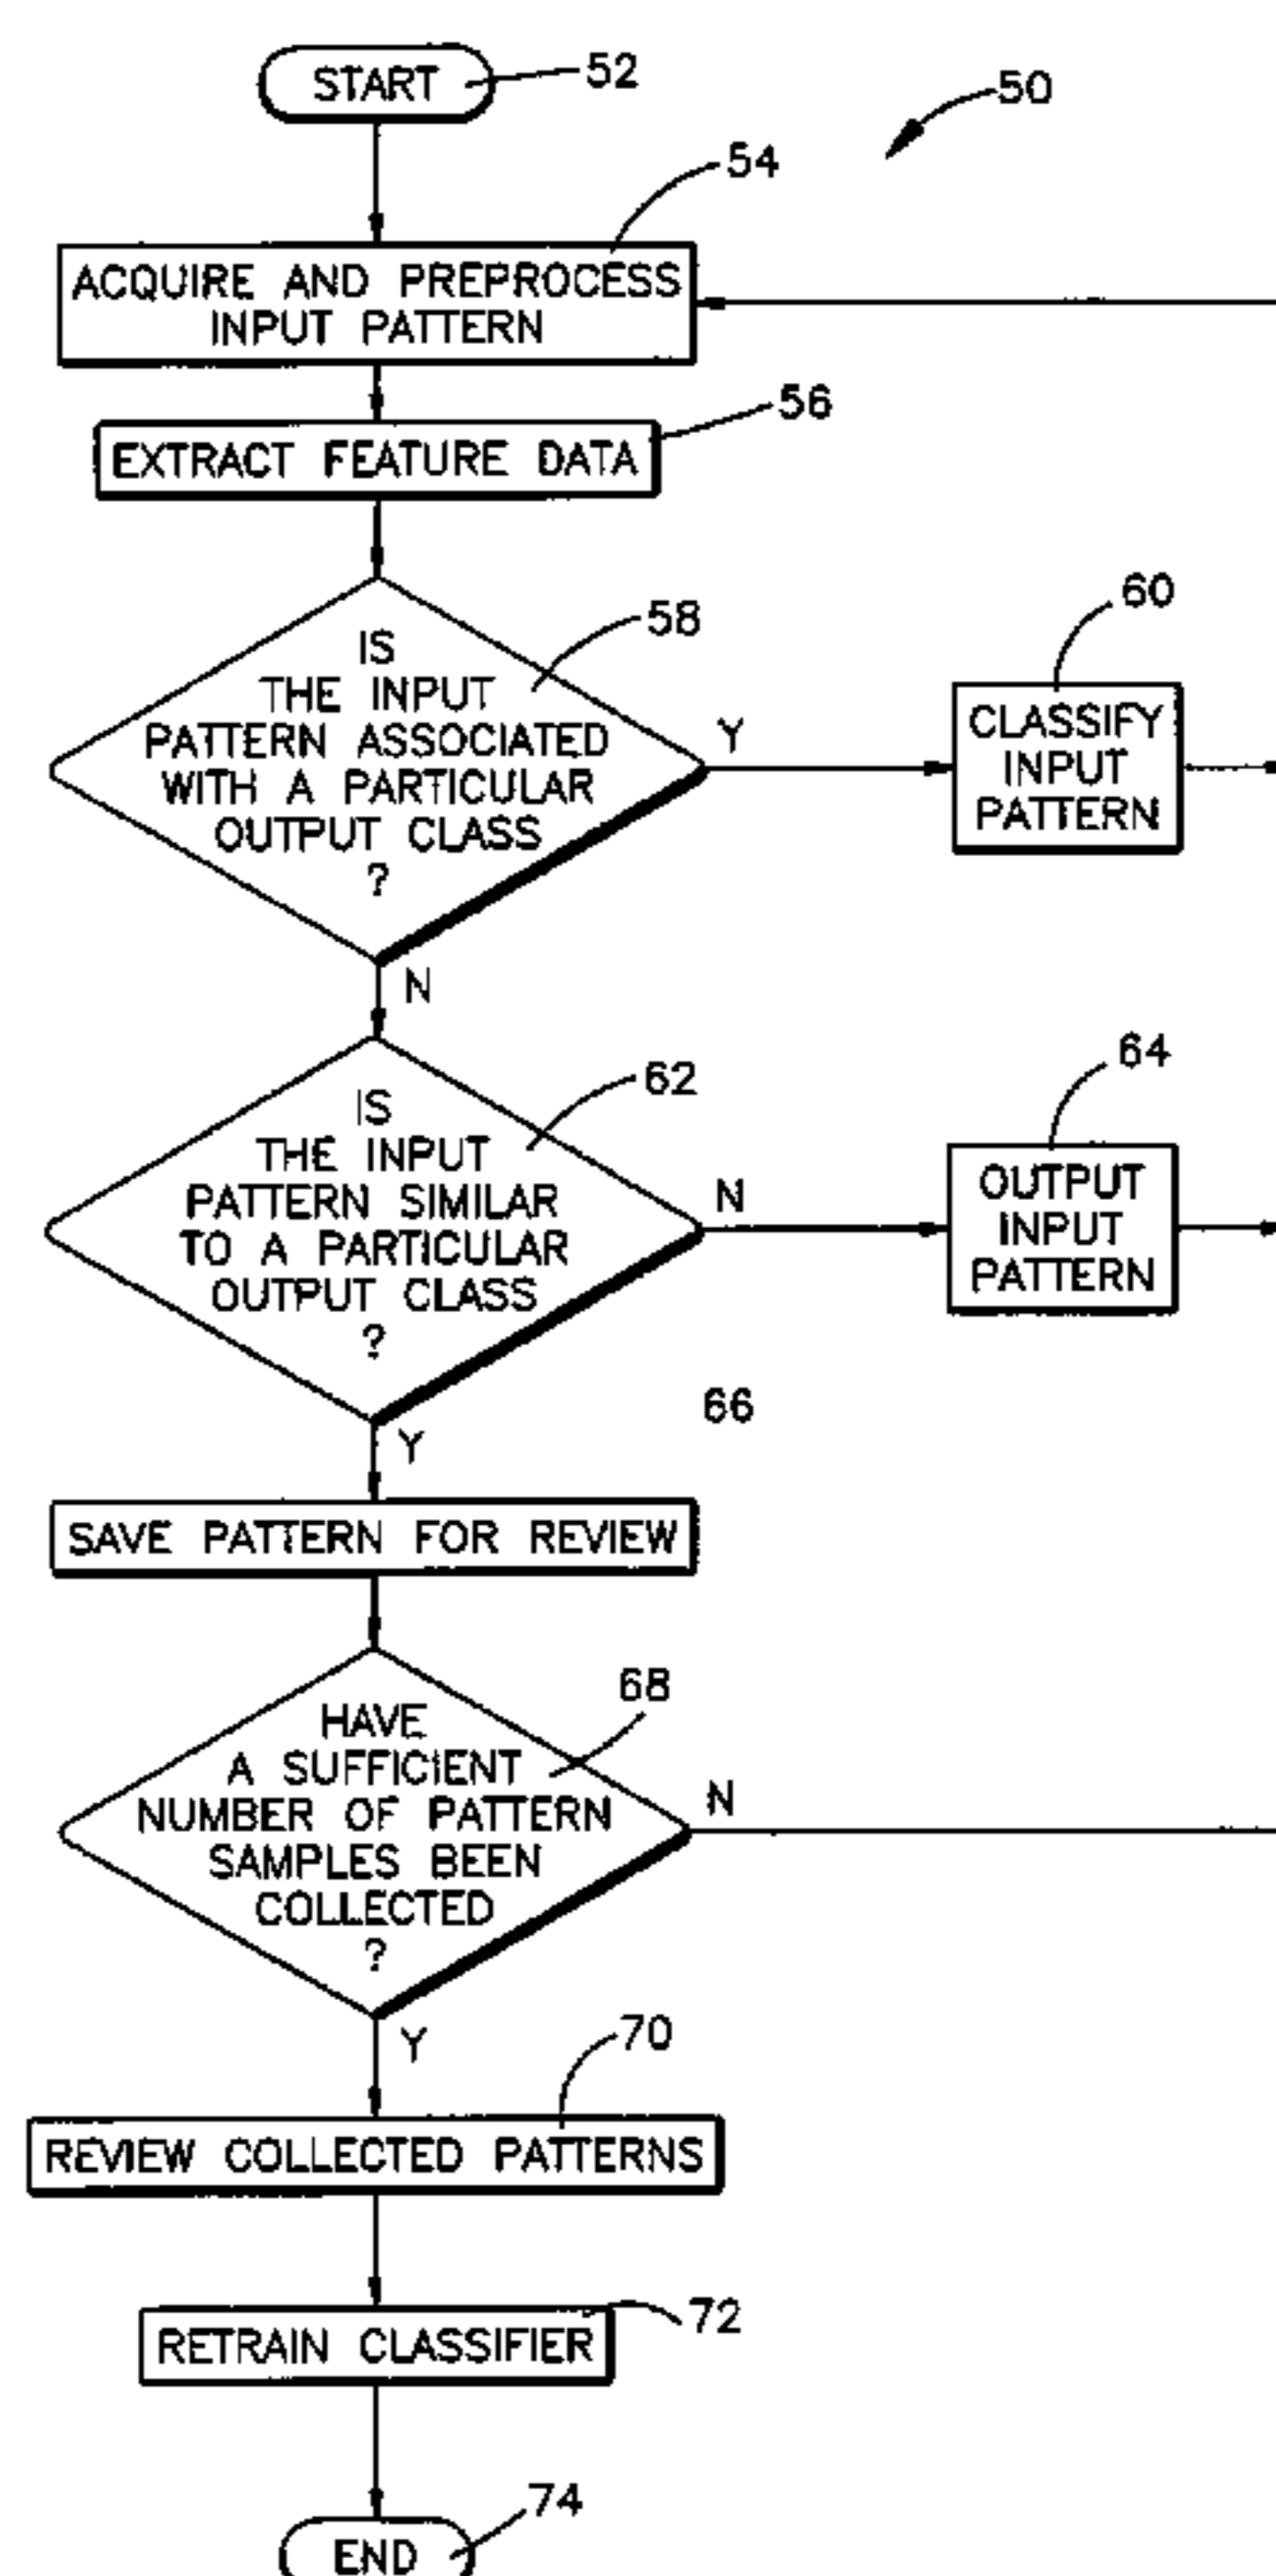 START
52
50
54
ACQUIRE AND PREPROCESS
INPUT PATTERN
56
EXTRACT FEATURE DATA
58
IS
THE INPUT
PATTERN ASSOCIATED
WITH A PARTICULAR
OUTPUT CLASS
?
Y
60
CLASSIFY
INPUT
PATTERN
N
62
IS
THE INPUT
PATTERN SIMILAR
TO A PARTICULAR
OUTPUT CLASS
?
N
64
OUTPUT
INPUT
PATTERN
Y
66
SAVE PATTERN FOR REVIEW
68
HAVE
A SUFFICIENT
NUMBER OF PATTERN
SAMPLES BEEN
COLLECTED
?
N
Y
70
REVIEW COLLECTED PATTERNS
72
RETRAIN CLASSIFIER
74
END